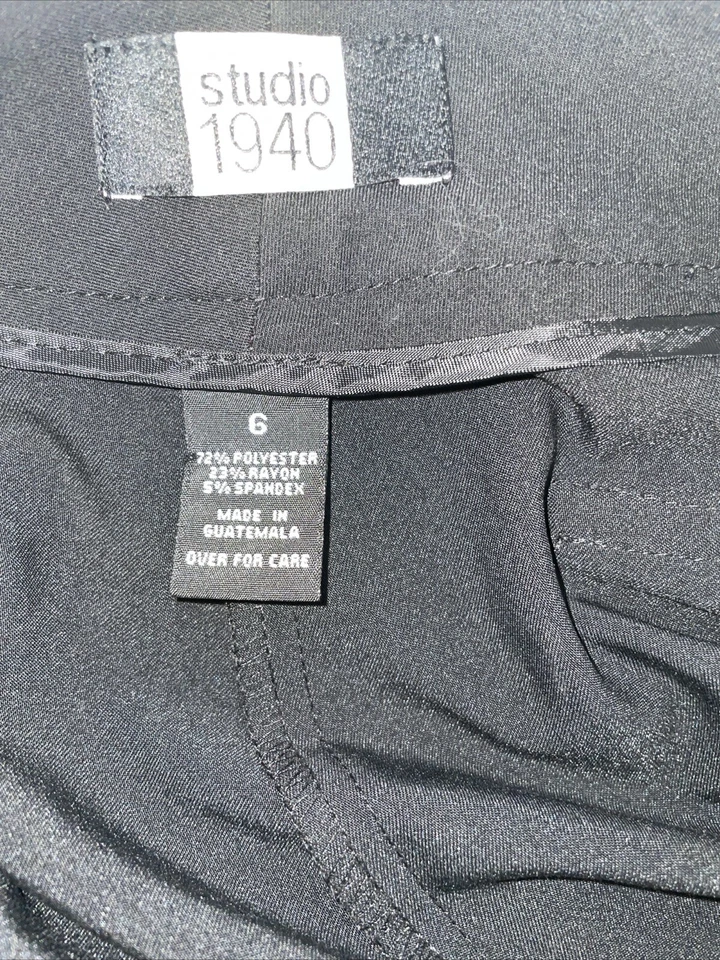 studio
1940
6
72% POLYESTER
23% RAYON
5% SPANDEX
MADE IN
GUATEMALA
OVER FOR CARE